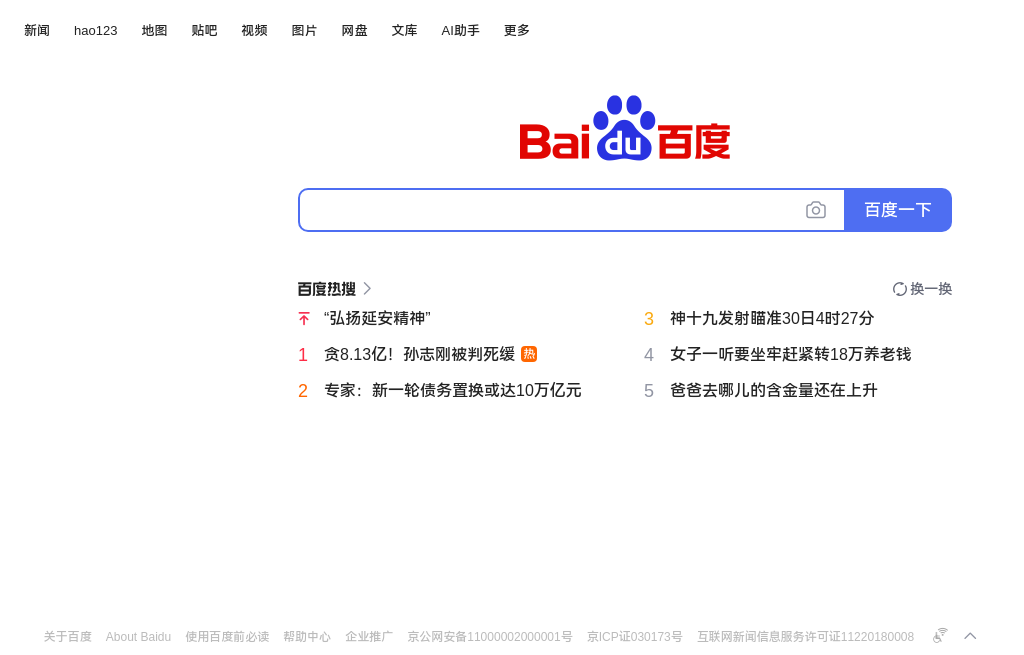 新闻 hao123 地图 贴吧 视频 图片 网盘 文库 AI助手 更多
Bai du 百度
百度一下
百度热搜 换一换
“弘扬延安精神”
1 贪8.13亿！孙志刚被判死缓 热
2 专家：新一轮债务置换或达10万亿元
3 神十九发射瞄准30日4时27分
4 女子一听要坐牢赶紧转18万养老钱
5 爸爸去哪儿的含金量还在上升
关于百度 About Baidu 使用百度前必读 帮助中心 企业推广 京公网安备11000002000001号 京ICP证030173号 互联网新闻信息服务许可证11220180008